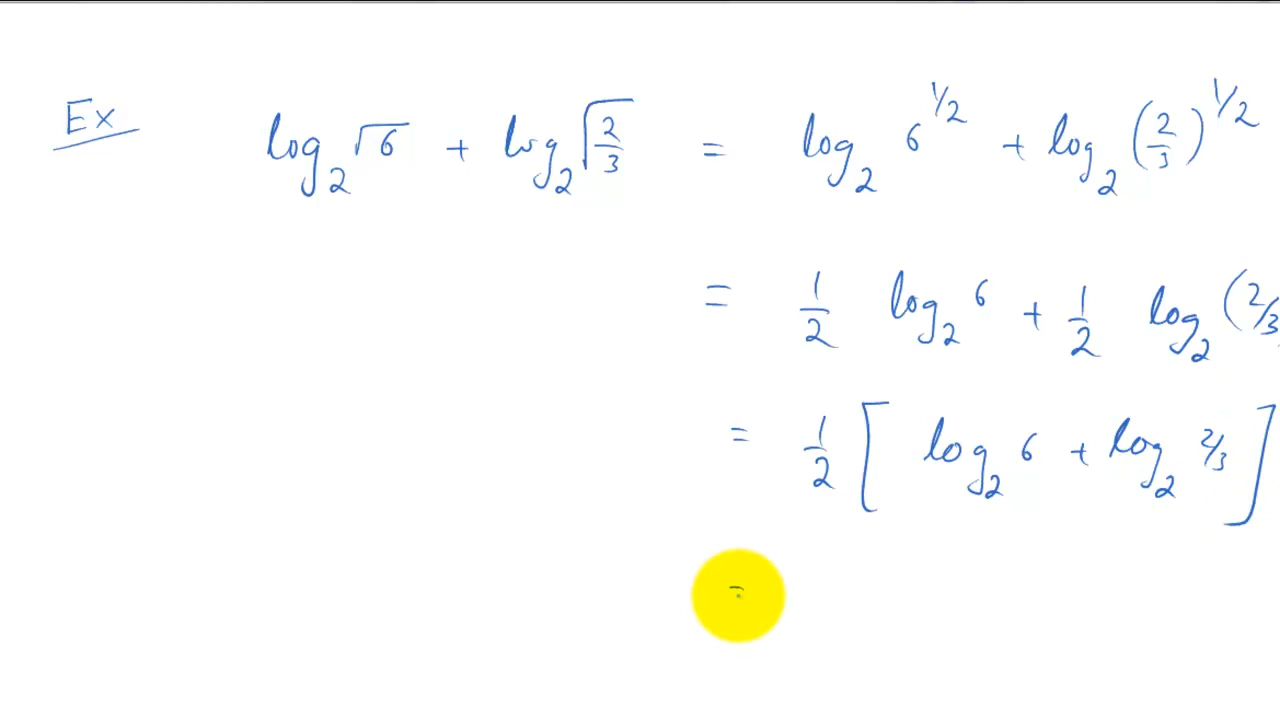 Ex log₂ √6 + log₂ √(2/3) = log₂ 6^(1/2) + log₂ (2/3)^(1/2)
= 1/2 log₂ 6 + 1/2 log₂ (2/3
= 1/2 [ log₂ 6 + log₂ 2/3 ]
=